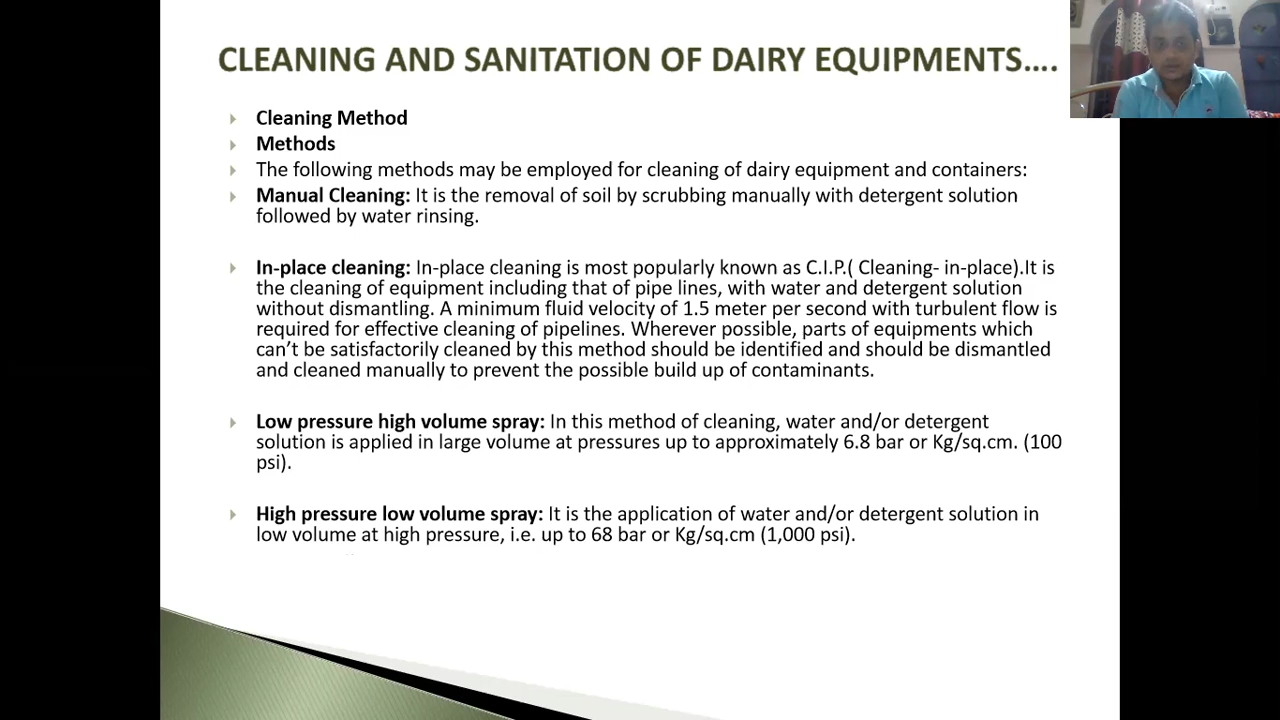 CLEANING AND SANITATION OF DAIRY EQUIPMENTS....
Cleaning Method
Methods
The following methods may be employed for cleaning of dairy equipment and containers:
Manual Cleaning: It is the removal of soil by scrubbing manually with detergent solution
followed by water rinsing.
In-place cleaning: In-place cleaning is most popularly known as C.I.P.( Cleaning- in-place).It is
the cleaning of equipment including that of pipe lines, with water and detergent solution
without dismantling. A minimum fluid velocity of 1.5 meter per second with turbulent flow is
required for effective cleaning of pipelines. Wherever possible, parts of equipments which
can't be satisfactorily cleaned by this method should be identified and should be dismantled
and cleaned manually to prevent the possible build up of contaminants.
Low pressure high volume spray: In this method of cleaning, water and/or detergent
solution is applied in large volume at pressures up to approximately 6.8 bar or Kg/sq.cm. (100
psi).
High pressure low volume spray: It is the application of water and/or detergent solution in
low volume at high pressure, i.e. up to 68 bar or Kg/sq.cm (1,000 psi).